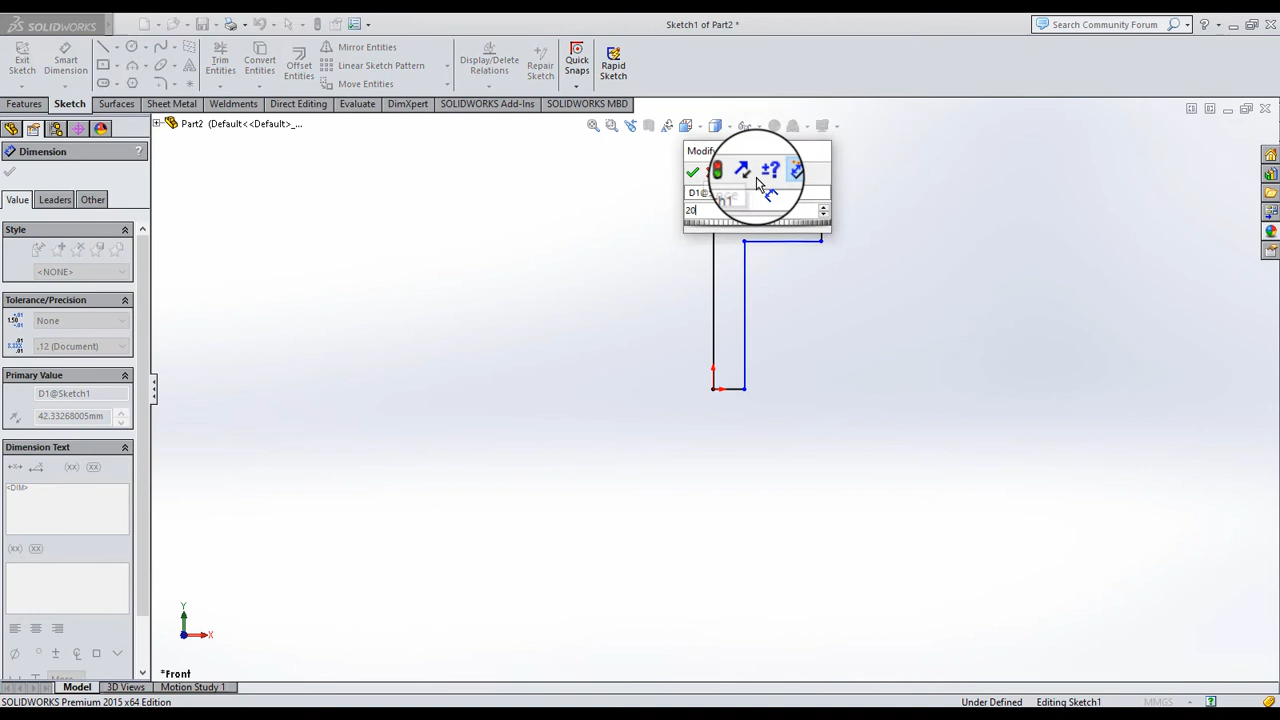 SOLIDWORKS
Sketch1 of Part2 *
Search Community Forum
Exit Sketch
Smart Dimension
Trim Entities
Convert Entities
Offset Entities
Mirror Entities
Linear Sketch Pattern
Move Entities
Display/Delete Relations
Repair Sketch
Quick Snaps
Rapid Sketch
Features
Sketch
Surfaces
Sheet Metal
Weldments
Direct Editing
Evaluate
DimXpert
SOLIDWORKS Add-Ins
SOLIDWORKS MBD
Part2 (Default<<Default>_...
Dimension
?
Value
Leaders
Other
Style
<NONE>
Tolerance/Precision
None
.12 (Document)
Primary Value
D1@Sketch1
42.33268005mm
Dimension Text
<DIM>
More
Modify
D1@
h1
20
Y
X
*Front
Model
3D Views
Motion Study 1
SOLIDWORKS Premium 2015 x64 Edition
Under Defined
Editing Sketch1
MMGS